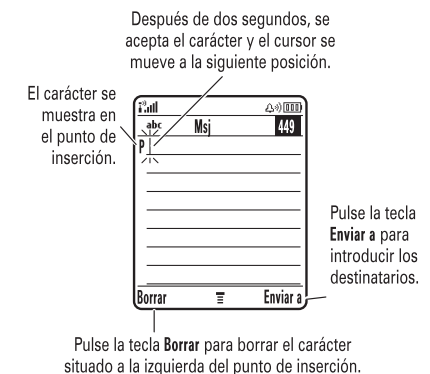 Después de dos segundos, se
acepta el carácter y el cursor se
mueve a la siguiente posición.
El carácter se
muestra en
el punto de
inserción.
abc
Msj
449
P
Pulse la tecla
Enviar a para
introducir los
destinatarios.
Borrar
Enviar a
Pulse la tecla Borrar para borrar el carácter
situado a la izquierda del punto de inserción.